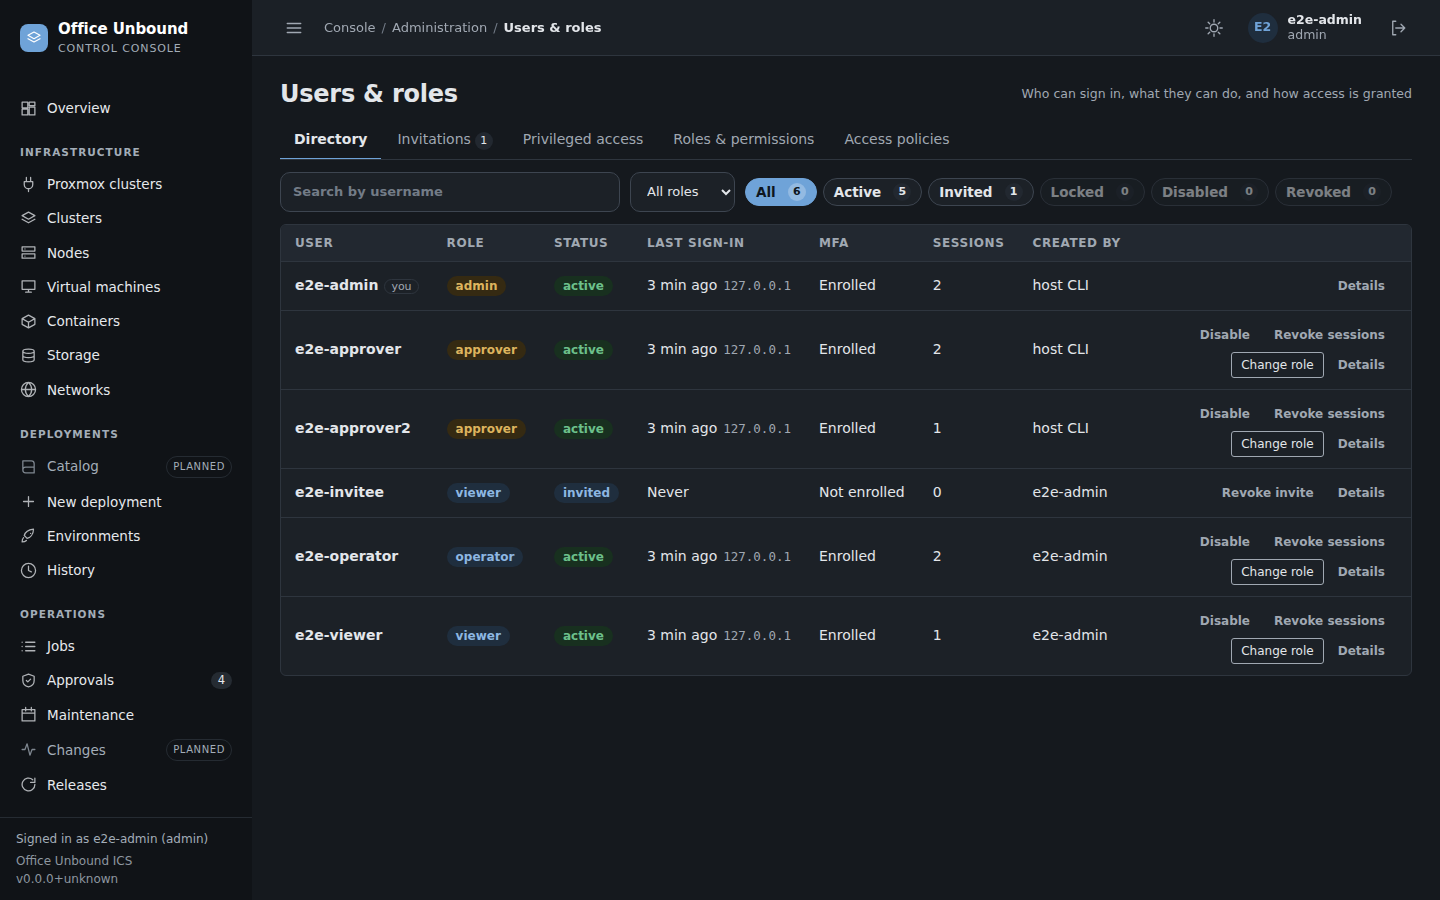 Office Unbound
CONTROL CONSOLE
Overview
INFRASTRUCTURE
Proxmox clusters
Clusters
Nodes
Virtual machines
Containers
Storage
Networks
DEPLOYMENTS
Catalog PLANNED
New deployment
Environments
History
OPERATIONS
Jobs
Approvals 4
Maintenance
Changes PLANNED
Releases
Signed in as e2e-admin (admin)
Office Unbound ICS
v0.0.0+unknown
Console / Administration / Users & roles
E2 e2e-admin
admin
Users & roles
Who can sign in, what they can do, and how access is granted
Directory Invitations 1 Privileged access Roles & permissions Access policies
Search by username All roles All 6 Active 5 Invited 1 Locked 0 Disabled 0 Revoked 0
USER ROLE STATUS LAST SIGN-IN MFA SESSIONS CREATED BY
e2e-admin you admin active 3 min ago 127.0.0.1 Enrolled 2 host CLI Details
e2e-approver approver active 3 min ago 127.0.0.1 Enrolled 2 host CLI Disable Revoke sessions
Change role Details
e2e-approver2 approver active 3 min ago 127.0.0.1 Enrolled 1 host CLI Disable Revoke sessions
Change role Details
e2e-invitee viewer invited Never Not enrolled 0 e2e-admin Revoke invite Details
e2e-operator operator active 3 min ago 127.0.0.1 Enrolled 2 e2e-admin Disable Revoke sessions
Change role Details
e2e-viewer viewer active 3 min ago 127.0.0.1 Enrolled 1 e2e-admin Disable Revoke sessions
Change role Details